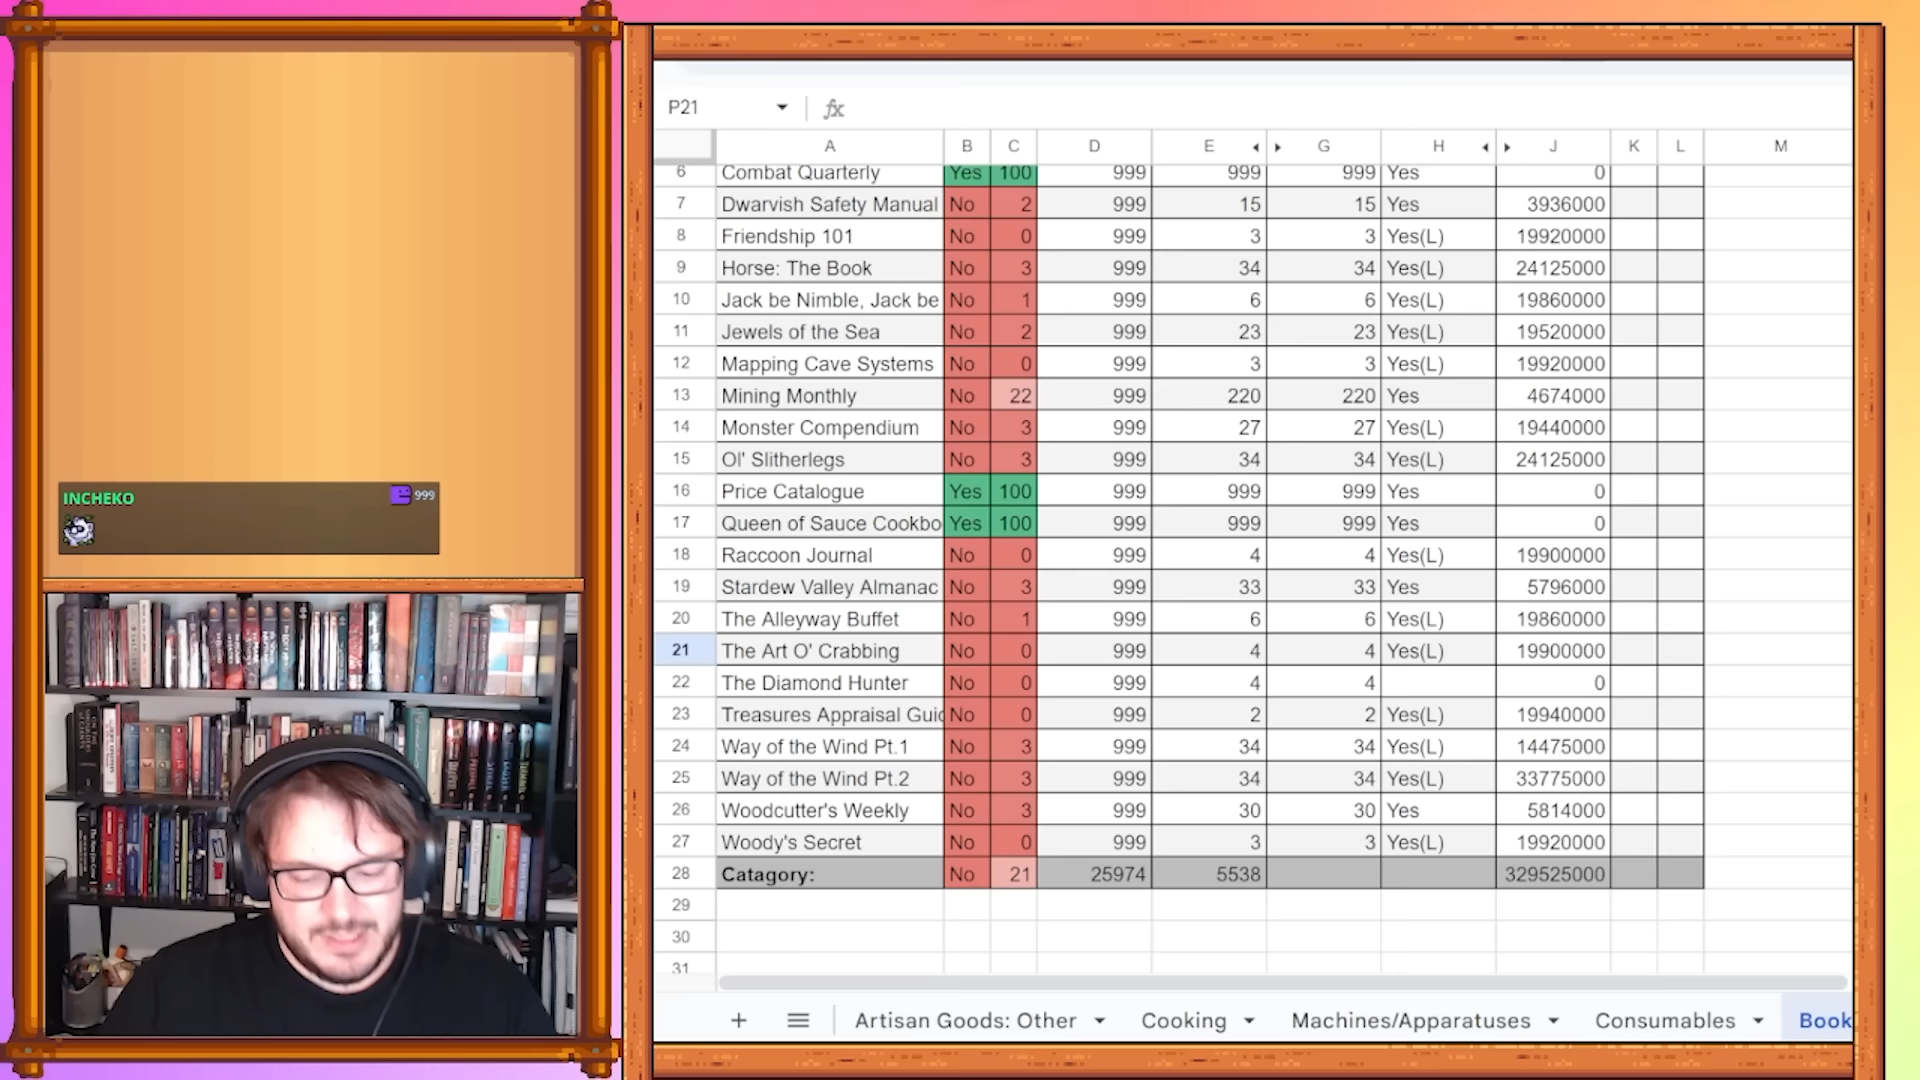 INCHEKO 999
P21 fx
A B C D E G H J K L M
6 Combat Quarterly Yes 100 999 999 999 Yes 0
7 Dwarvish Safety Manual No 2 999 15 15 Yes 3936000
8 Friendship 101 No 0 999 3 3 Yes(L) 19920000
9 Horse: The Book No 3 999 34 34 Yes(L) 24125000
10 Jack be Nimble, Jack be No 1 999 6 6 Yes(L) 19860000
11 Jewels of the Sea No 2 999 23 23 Yes(L) 19520000
12 Mapping Cave Systems No 0 999 3 3 Yes(L) 19920000
13 Mining Monthly No 22 999 220 220 Yes 4674000
14 Monster Compendium No 3 999 27 27 Yes(L) 19440000
15 Ol' Slitherlegs No 3 999 34 34 Yes(L) 24125000
16 Price Catalogue Yes 100 999 999 999 Yes 0
17 Queen of Sauce Cookbo Yes 100 999 999 999 Yes 0
18 Raccoon Journal No 0 999 4 4 Yes(L) 19900000
19 Stardew Valley Almanac No 3 999 33 33 Yes 5796000
20 The Alleyway Buffet No 1 999 6 6 Yes(L) 19860000
21 The Art O' Crabbing No 0 999 4 4 Yes(L) 19900000
22 The Diamond Hunter No 0 999 4 4 0
23 Treasures Appraisal Guid No 0 999 2 2 Yes(L) 19940000
24 Way of the Wind Pt.1 No 3 999 34 34 Yes(L) 14475000
25 Way of the Wind Pt.2 No 3 999 34 34 Yes(L) 33775000
26 Woodcutter's Weekly No 3 999 30 30 Yes 5814000
27 Woody's Secret No 0 999 3 3 Yes(L) 19920000
28 Catagory: No 21 25974 5538 329525000
29
30
31
+ Artisan Goods: Other Cooking Machines/Apparatuses Consumables Book